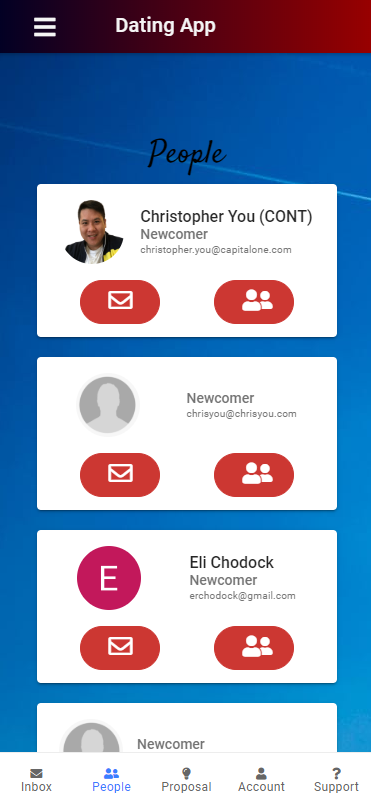 Dating App
People
Christopher You (CONT)
Newcomer
christopher.you@capitalone.com
Newcomer
chrisyou@chrisyou.com
E
Eli Chodock
Newcomer
erchodock@gmail.com
Newcomer
Inbox
People
Proposal
Account
Support